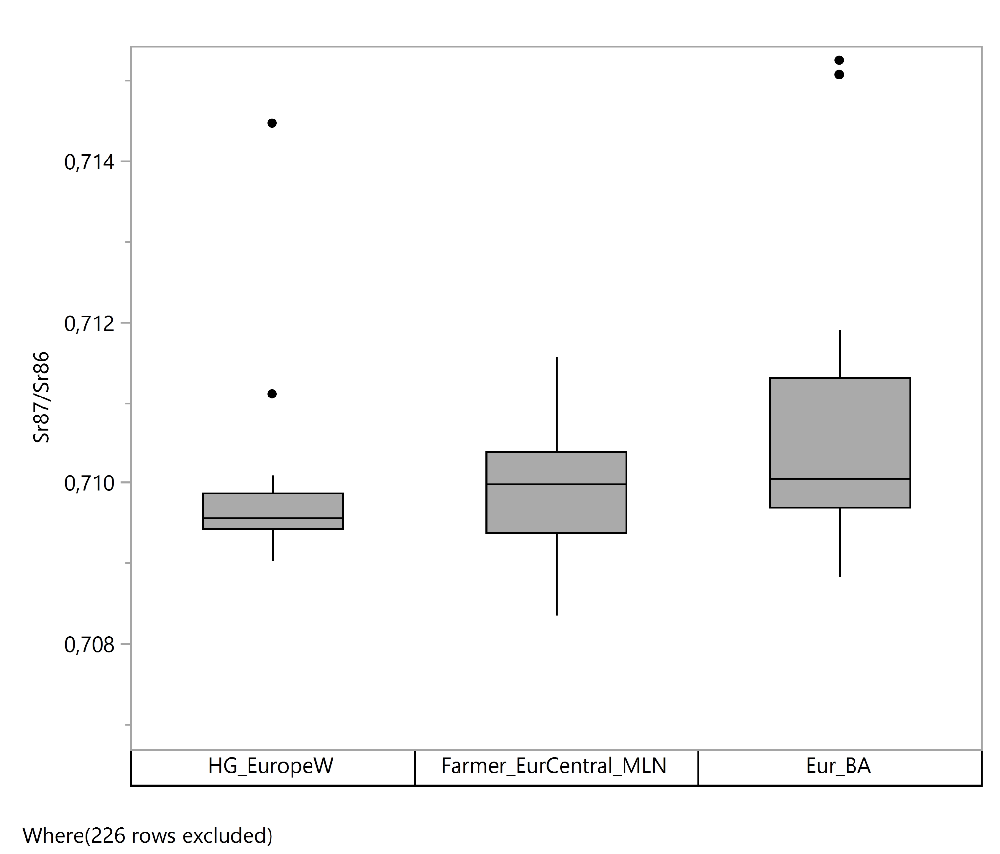 0,714
0,712
0,710
0,708
Sr87/Sr86
HG_EuropeW
Farmer_EurCentral_MLN
Eur_BA
Where(226 rows excluded)